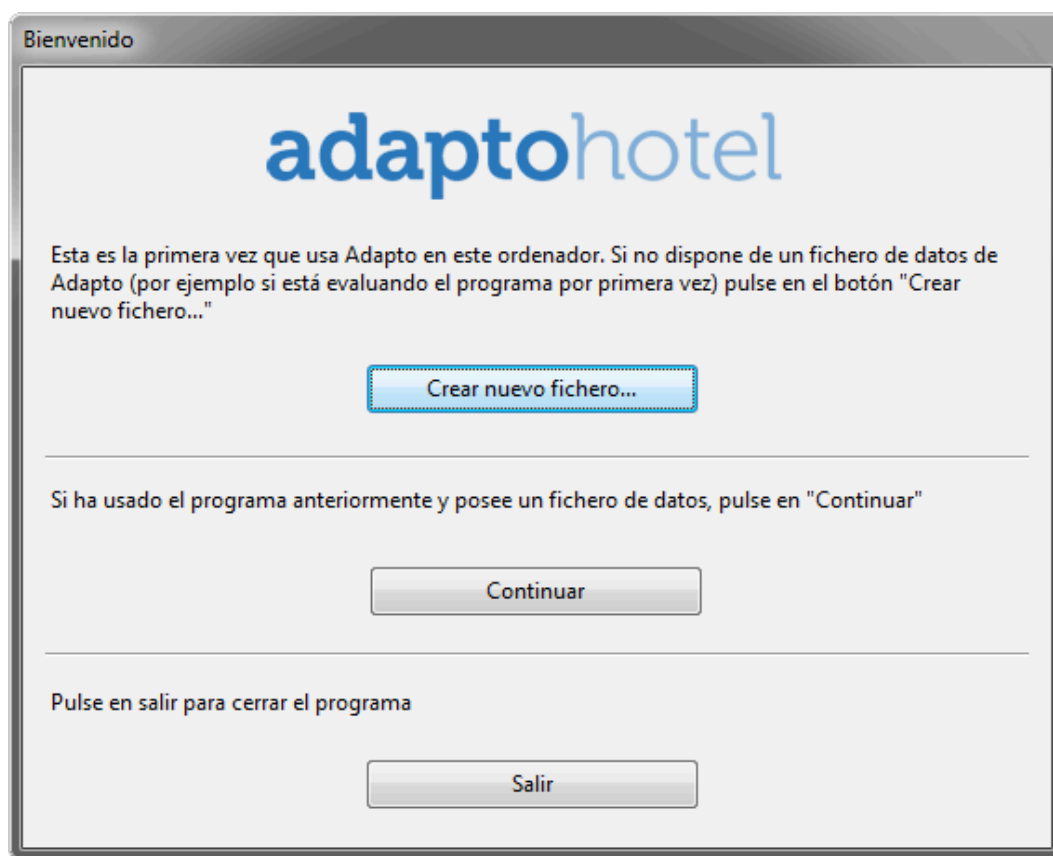 Bienvenido
adaptohotel
Esta es la primera vez que usa Adapto en este ordenador. Si no dispone de un fichero de datos de
Adapto (por ejemplo si está evaluando el programa por primera vez) pulse en el botón "Crear
nuevo fichero..."
Crear nuevo fichero...
Si ha usado el programa anteriormente y posee un fichero de datos, pulse en "Continuar"
Continuar
Pulse en salir para cerrar el programa
Salir